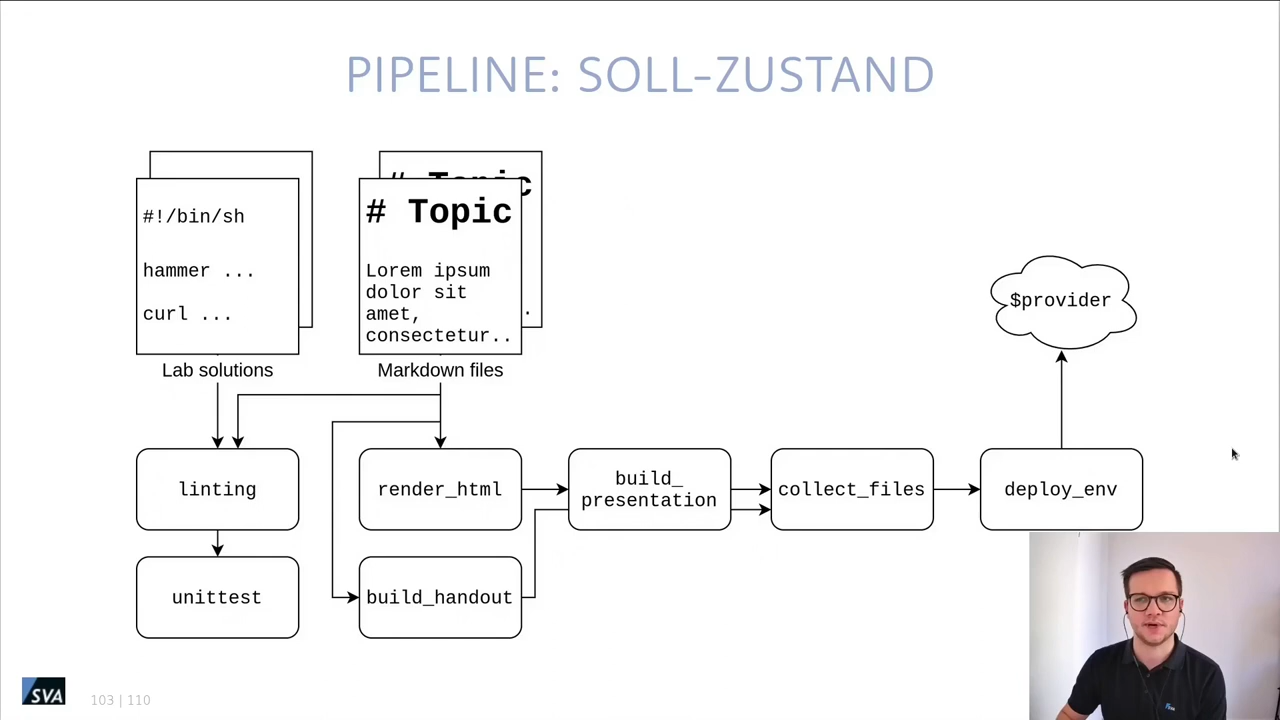 PIPELINE: SOLL-ZUSTAND
#!/bin/sh
hammer ...
curl ...
Lab solutions
# Topic
# Topic
Lorem ipsum
dolor sit
amet,
consectetur..
.
Markdown files
$provider
linting
render_html
build_
presentation
collect_files
deploy_env
unittest
build_handout
SVA
103 | 110